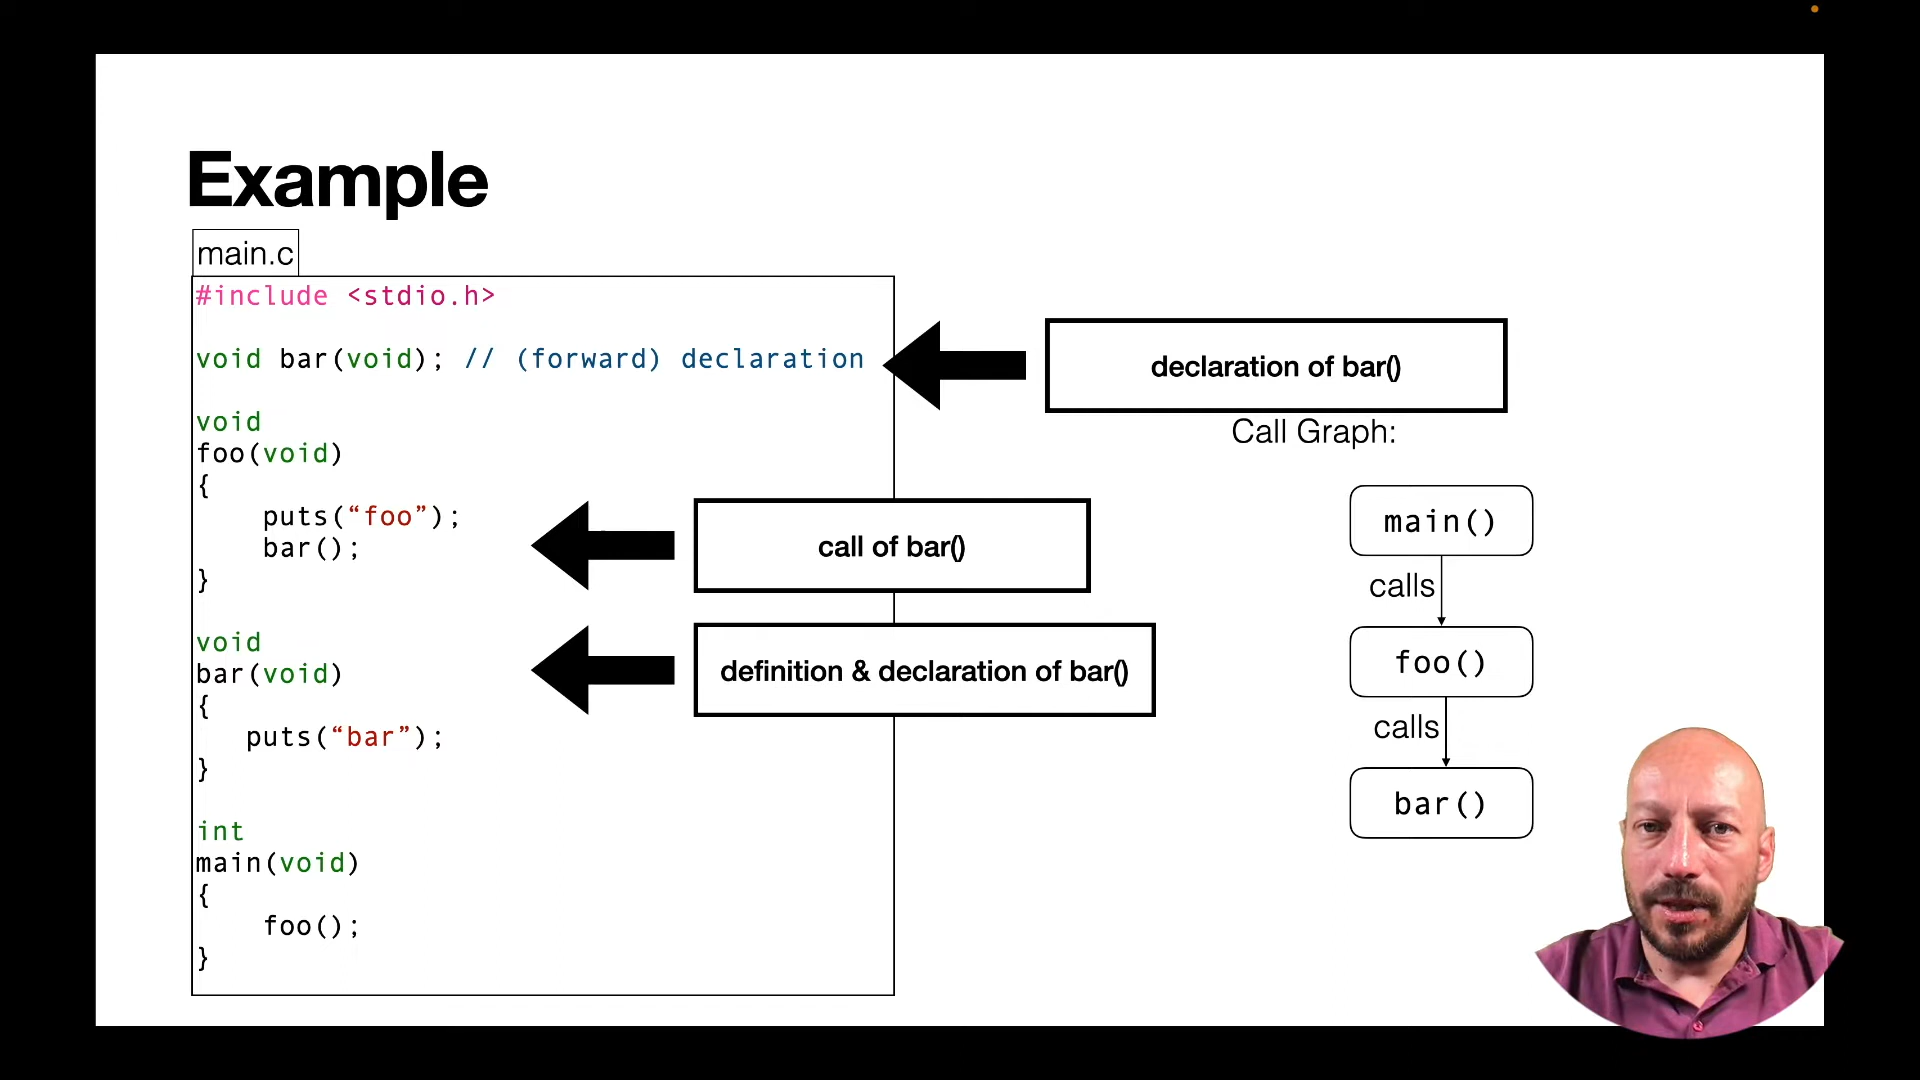 Example
main.c
#include <stdio.h>
void bar(void); // (forward) declaration
void
foo(void)
{
    puts(“foo”);
    bar();
}
void
bar(void)
{
   puts(“bar”);
}
int
main(void)
{
    foo();
}
declaration of bar()
call of bar()
definition & declaration of bar()
Call Graph:
main()
calls
foo()
calls
bar()